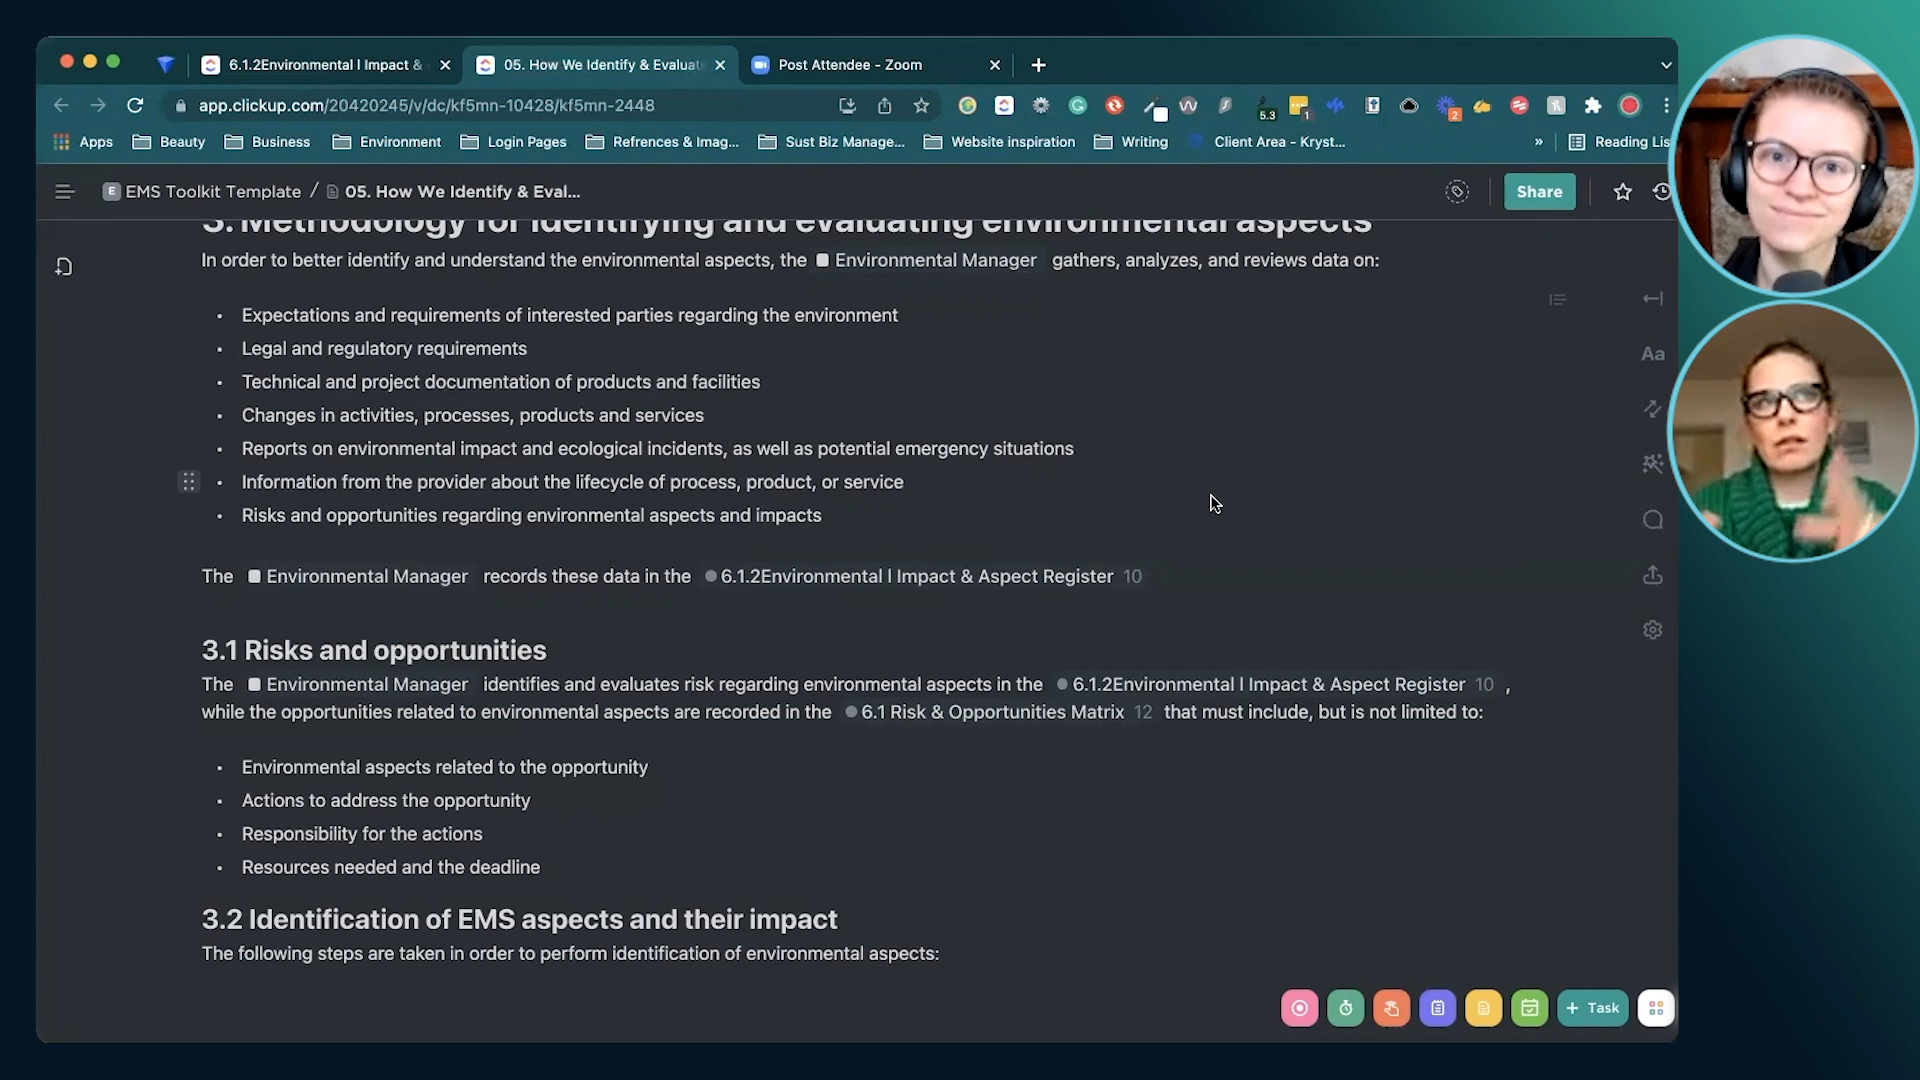 6.1.2Environmental l Impact &
05. How We Identify & Evaluat
Post Attendee - Zoom
app.clickup.com/20420245/v/dc/kf5mn-10428/kf5mn-2448
5.3
1
2
Apps
Beauty
Business
Environment
Login Pages
Refrences & Imag...
Sust Biz Manage...
Website inspiration
Writing
Client Area - Kryst...
»
Reading Lis
E EMS Toolkit Template / 05. How We Identify & Eval...
Share
3. Methodology for identifying and evaluating environmental aspects
In order to better identify and understand the environmental aspects, the Environmental Manager gathers, analyzes, and reviews data on:
• Expectations and requirements of interested parties regarding the environment
• Legal and regulatory requirements
• Technical and project documentation of products and facilities
• Changes in activities, processes, products and services
• Reports on environmental impact and ecological incidents, as well as potential emergency situations
• Information from the provider about the lifecycle of process, product, or service
• Risks and opportunities regarding environmental aspects and impacts
Aa
The Environmental Manager records these data in the 6.1.2Environmental l Impact & Aspect Register 10
3.1 Risks and opportunities
The Environmental Manager identifies and evaluates risk regarding environmental aspects in the 6.1.2Environmental l Impact & Aspect Register 10 ,
while the opportunities related to environmental aspects are recorded in the 6.1 Risk & Opportunities Matrix 12 that must include, but is not limited to:
• Environmental aspects related to the opportunity
• Actions to address the opportunity
• Responsibility for the actions
• Resources needed and the deadline
3.2 Identification of EMS aspects and their impact
The following steps are taken in order to perform identification of environmental aspects:
+ Task